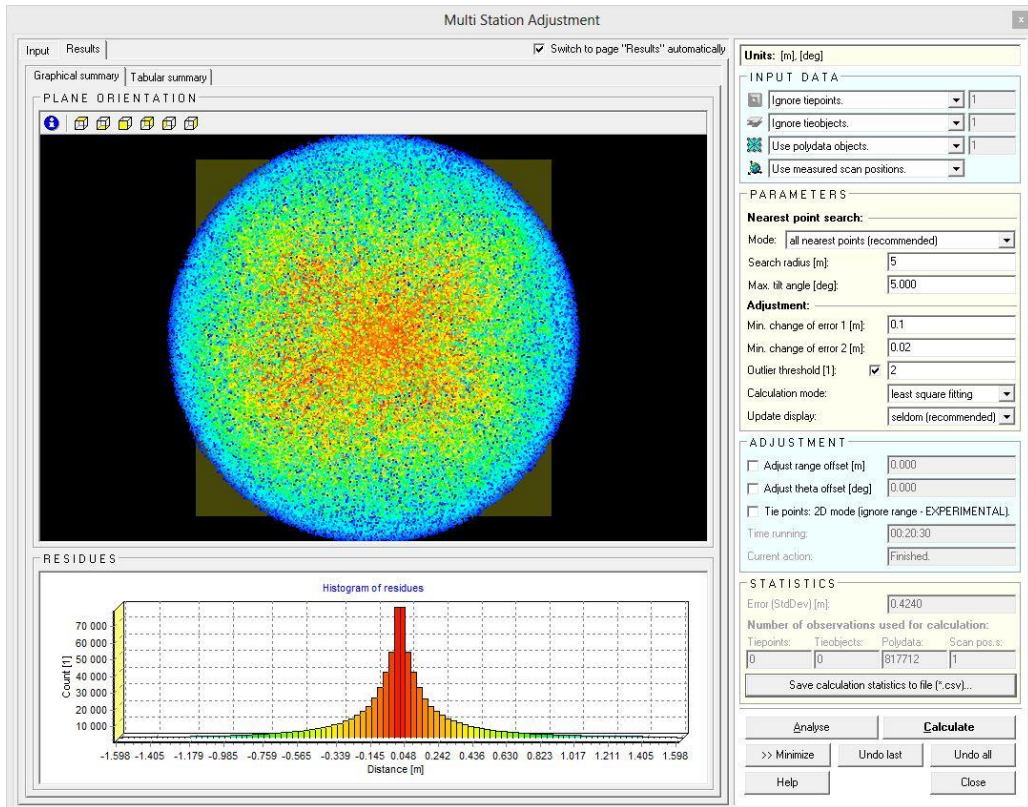 Multi Station Adjustment
x
Input Results
Switch to page "Results" automatically
Graphical summary Tabular summary
PLANE ORIENTATION
RESIDUES
Histogram of residues
Count [1]
70 000
60 000
50 000
40 000
30 000
20 000
10 000
-1.598 -1.405 -1.179 -0.985 -0.759 -0.565 -0.339 -0.145 0.048 0.242 0.436 0.630 0.823 1.017 1.211 1.405 1.598
Distance [m]
Units: [m], [deg]
INPUT DATA
Ignore tiepoints. 1
Ignore tieobjects. 1
Use polydata objects. 1
Use measured scan positions.
PARAMETERS
Nearest point search:
Mode: all nearest points (recommended)
Search radius [m]: 5
Max. tilt angle [deg]: 5.000
Adjustment:
Min. change of error 1 [m]: 0.1
Min. change of error 2 [m]: 0.02
Outlier threshold [1]: 2
Calculation mode: least square fitting
Update display: seldom (recommended)
ADJUSTMENT
Adjust range offset [m] 0.000
Adjust theta offset [deg] 0.000
Tie points: 2D mode (ignore range - EXPERIMENTAL).
Time running: 00:20:30
Current action: Finished.
STATISTICS
Error (StdDev) [m]: 0.4240
Number of observations used for calculation:
Tiepoints: Tieobjects: Polydata: Scan pos.s:
0 0 817712 1
Save calculation statistics to file (*.csv)...
Analyse Calculate
>> Minimize Undo last Undo all
Help Close